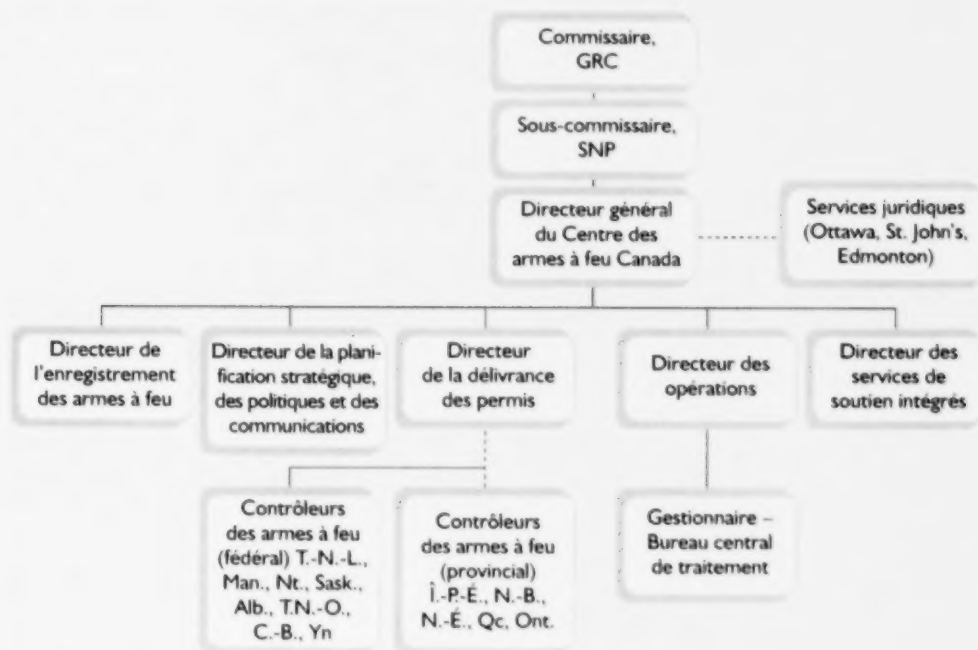 Commissaire,
GRC
Sous-commissaire,
SNP
Directeur général
du Centre des
armes à feu Canada
Services juridiques
(Ottawa, St. John's,
Edmonton)
Directeur de
l'enregistrement
des armes à feu
Directeur de la plani-
fication stratégique,
des politiques et des
communications
Directeur
de la délivrance
des permis
Directeur des
opérations
Directeur des
services de
soutien intégrés
Contrôleurs
des armes à feu
(fédéral) T.-N.-L.,
Man., Nt., Sask.,
Alb., T.N.-O.,
C.-B., Yn
Contrôleurs
des armes à feu
(provincial)
Î.-P.-É., N.-B.,
N.-É., Qc, Ont.
Gestionnaire –
Bureau central
de traitement